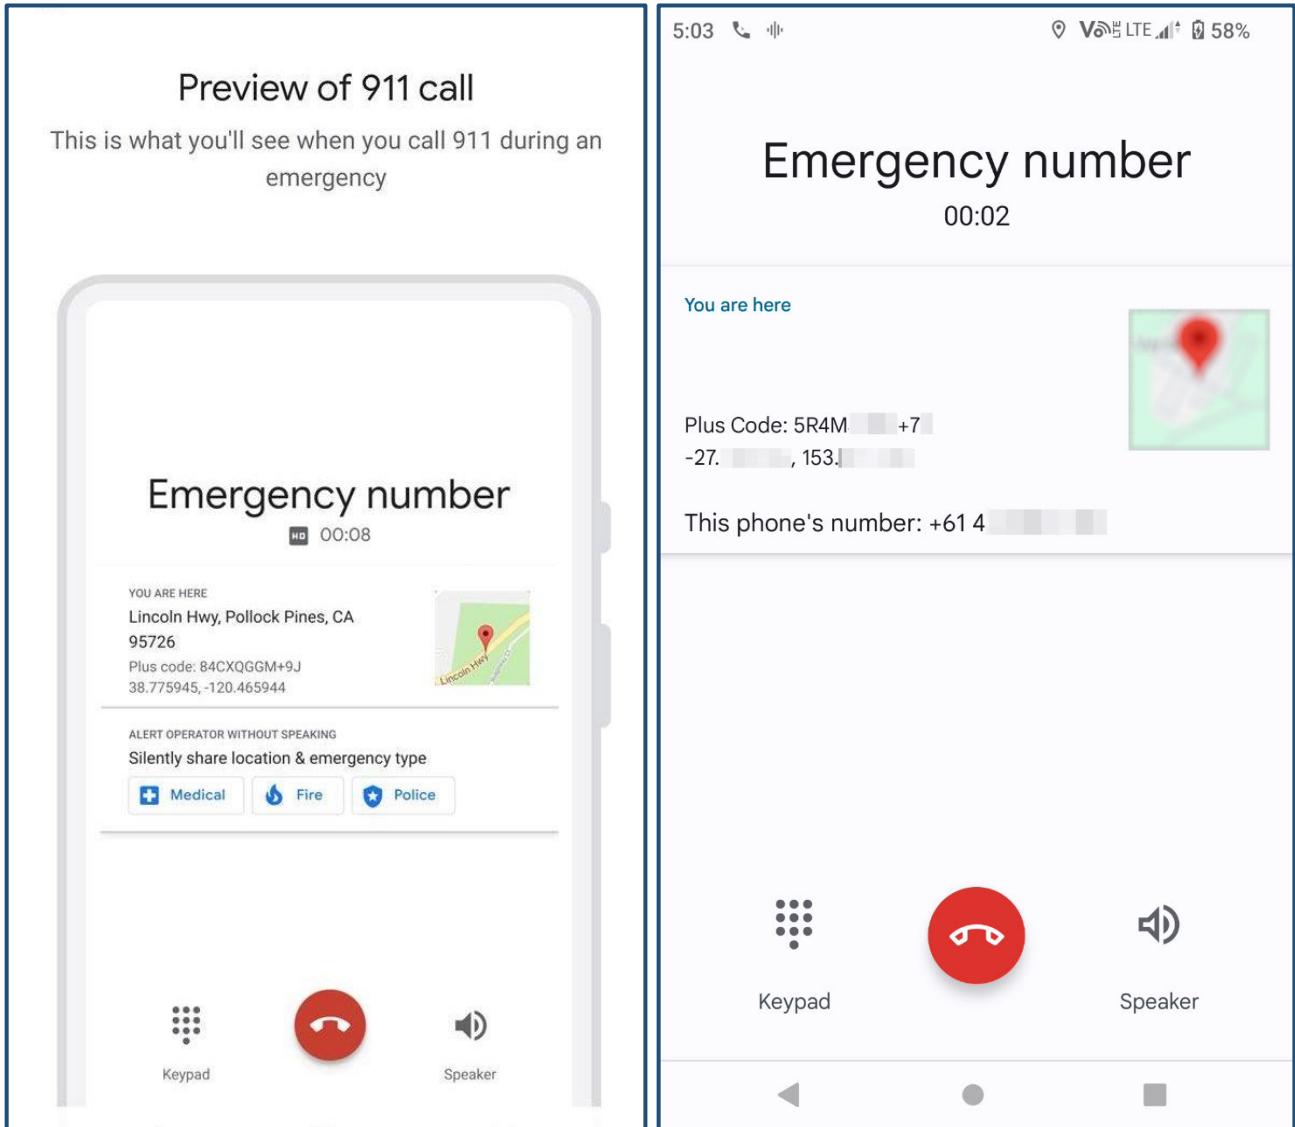 Preview of 911 call
This is what you'll see when you call 911 during an
emergency
Emergency number
HD 00:08
YOU ARE HERE
Lincoln Hwy, Pollock Pines, CA
95726
Plus code: 84CXQGGM+9J
38.775945, -120.465944
Lincoln Hwy
ALERT OPERATOR WITHOUT SPEAKING
Silently share location & emergency type
Medical Fire Police
Keypad Speaker
5:03 VoLTE LTE 58%
Emergency number
00:02
You are here
Plus Code: 5R4M +7
-27. , 153.
This phone's number: +61 4
Keypad Speaker